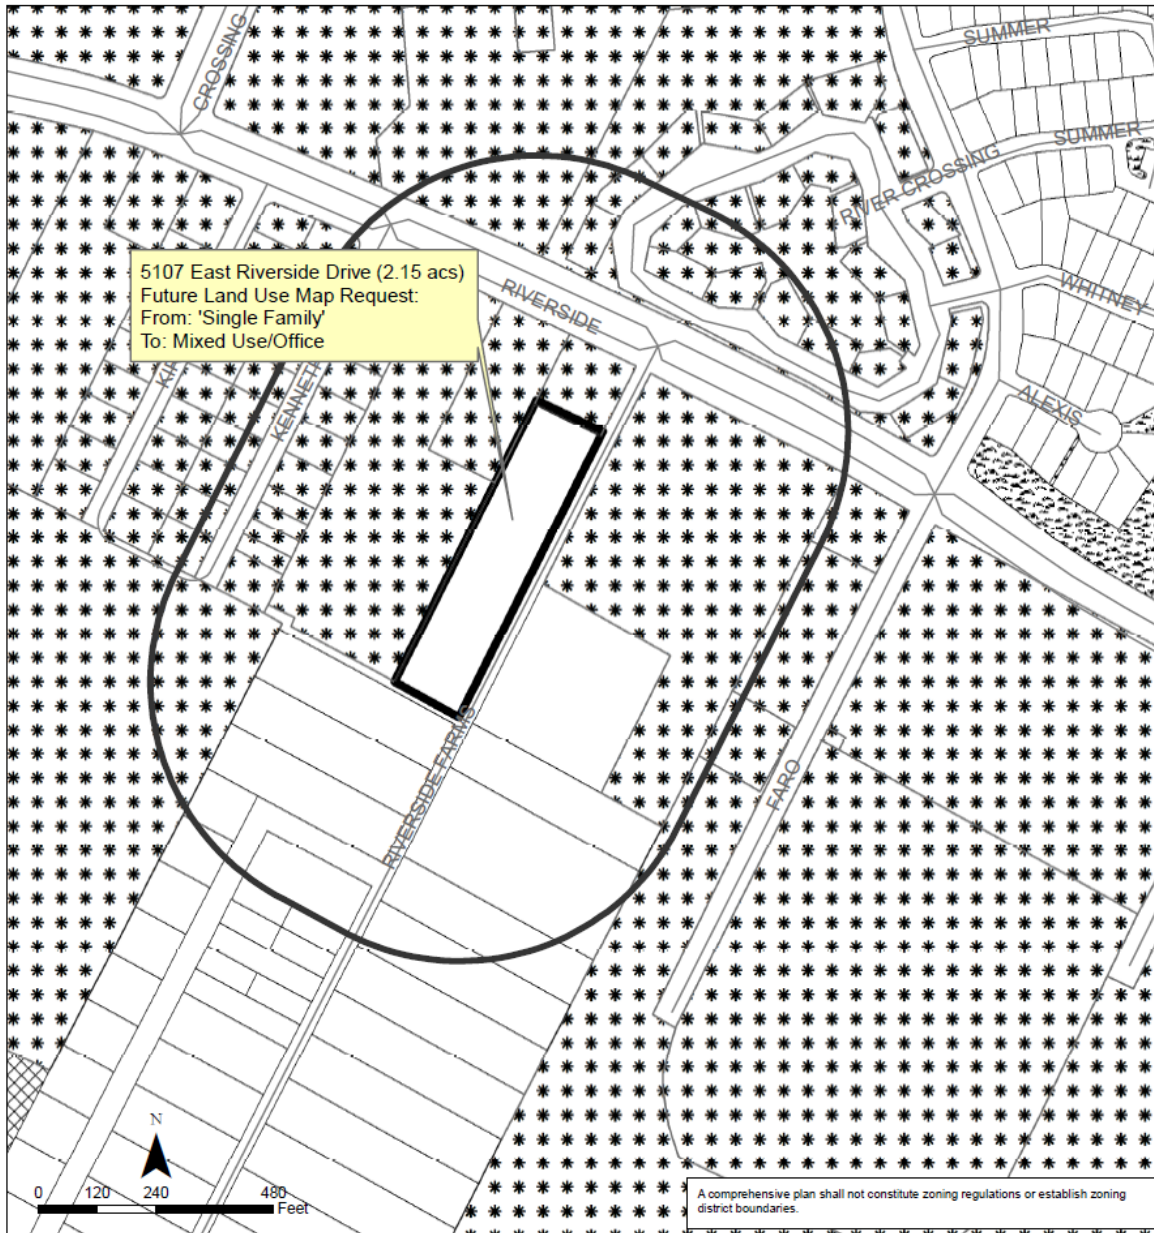 CROSSING
SUMMER
SUMMER
RIVER CROSSING
5107 East Riverside Drive (2.15 acs)
Future Land Use Map Request:
From: 'Single Family'
To: Mixed Use/Office
RIVERSIDE
WHITNEY
ALEXIS
KENNETH
FARO
RIVERSIDE FARMS
N
0 120 240 480
Feet
A comprehensive plan shall not constitute zoning regulations or establish zoning
district boundaries.